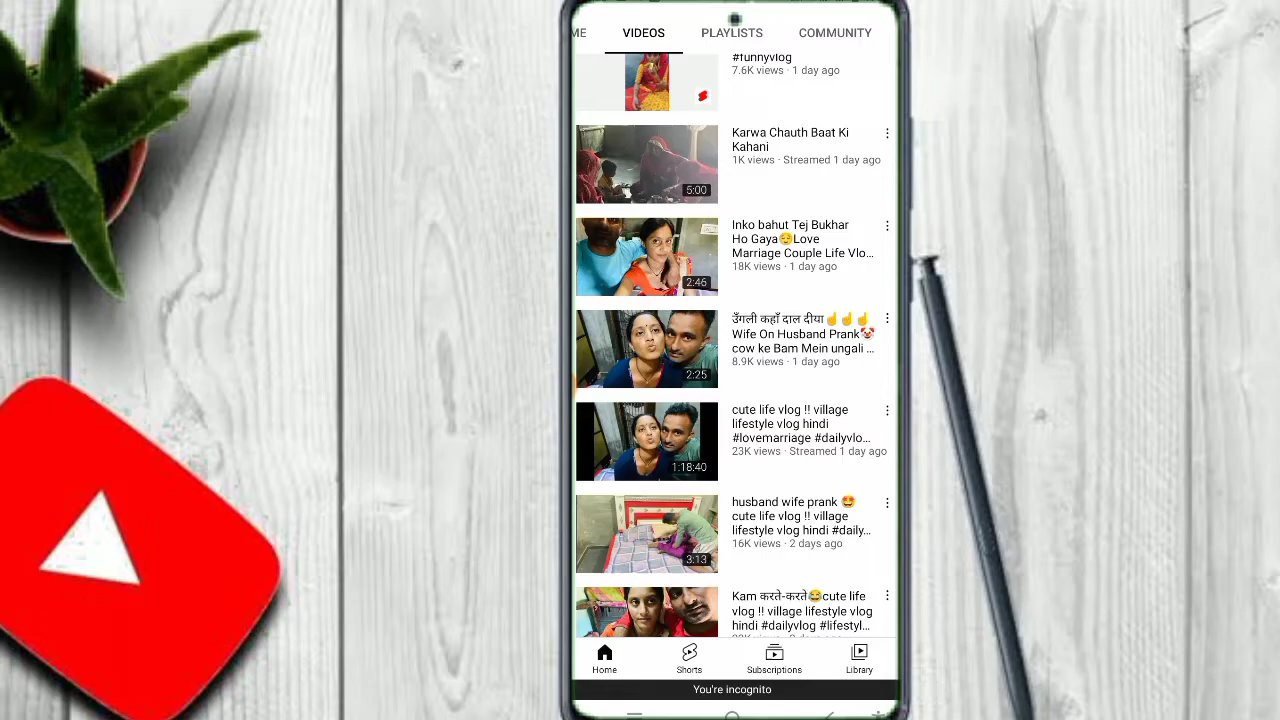 ME VIDEOS PLAYLISTS COMMUNITY
#funnyvlog
7.6K views · 1 day ago
Karwa Chauth Baat Ki
Kahani
1K views · Streamed 1 day ago
5:00
Inko bahut Tej Bukhar
Ho Gaya😌Love
Marriage Couple Life Vlo...
18K views · 1 day ago
2:46
उँगली कहाँ दाल दीया☝️☝️☝️
Wife On Husband Prank🤡
cow ke Bam Mein ungali ...
8.9K views · 1 day ago
2:25
cute life vlog !! village
lifestyle vlog hindi
#lovemarriage #dailyvlo...
23K views · Streamed 1 day ago
1:18:40
husband wife prank 🤩
cute life vlog !! village
lifestyle vlog hindi #daily...
16K views · 2 days ago
3:13
Kam करते-करते😂cute life
vlog !! village lifestyle vlog
hindi #dailyvlog #lifestyl...
Home Shorts Subscriptions Library
You're incognito